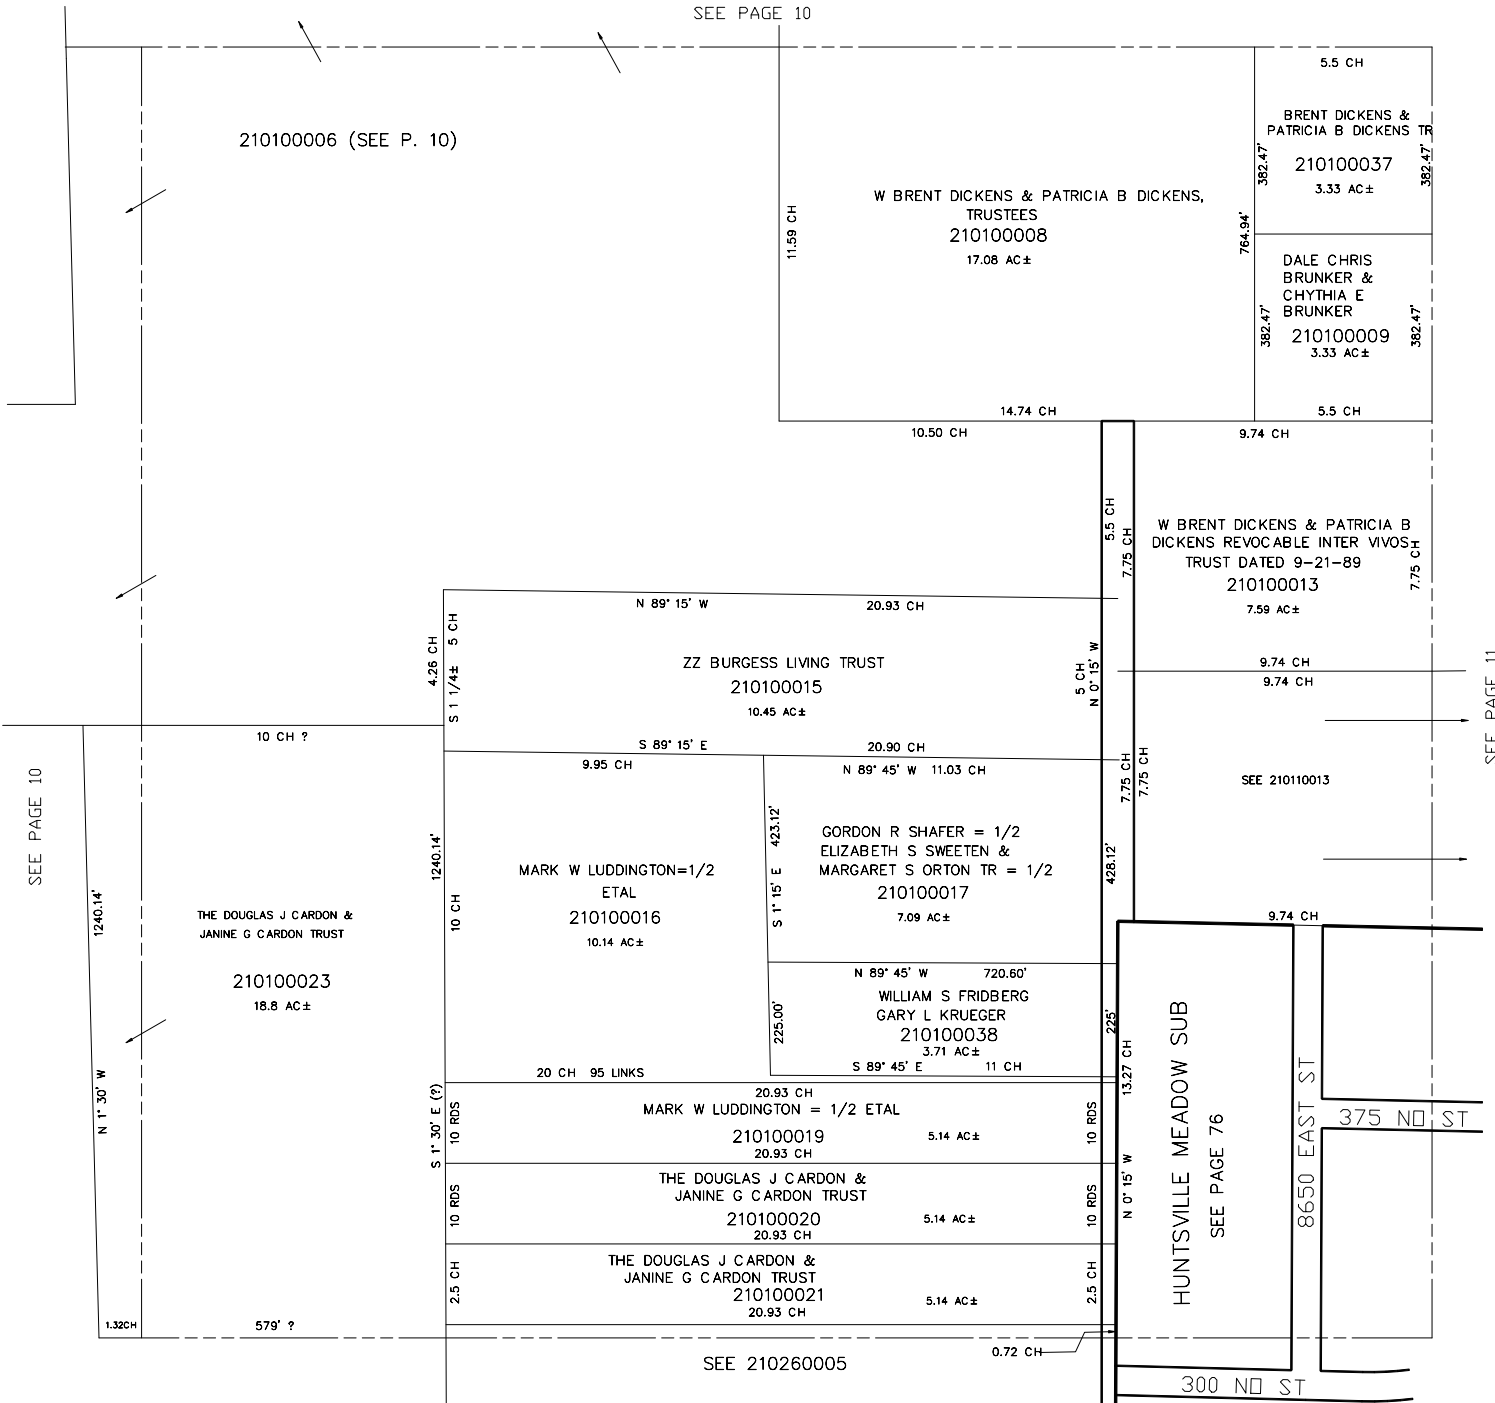 SEE PAGE 10
5.5 CH
210100006 (SEE P. 10)
BRENT DICKENS &
PATRICIA B DICKENS TR
210100037
3.33 AC±
382.47'
382.47'
W BRENT DICKENS & PATRICIA B DICKENS,
TRUSTEES
210100008
17.08 AC±
11.59 CH
764.94'
DALE CHRIS
BRUNKER &
CHYTHIA E
BRUNKER
210100009
3.33 AC±
382.47'
382.47'
14.74 CH
5.5 CH
10.50 CH
9.74 CH
5.5 CH
7.75 CH
W BRENT DICKENS & PATRICIA B
DICKENS REVOCABLE INTER VIVOS
TRUST DATED 9-21-89
210100013
7.59 AC±
7.75 CH
N 89° 15' W
20.93 CH
4.26 CH
S 1 1/4± 5 CH
ZZ BURGESS LIVING TRUST
210100015
10.45 AC±
5 CH
N 0° 15' W
9.74 CH
9.74 CH
SEE PAGE 11
10 CH ?
S 89° 15' E
20.90 CH
9.95 CH
N 89° 45' W 11.03 CH
7.75 CH
7.75 CH
SEE 210110013
SEE PAGE 10
1240.14'
1240.14'
10 CH
MARK W LUDDINGTON=1/2
ETAL
210100016
10.14 AC±
S 1° 15' E 423.12'
GORDON R SHAFER = 1/2
ELIZABETH S SWEETEN &
MARGARET S ORTON TR = 1/2
210100017
7.09 AC±
428.12'
9.74 CH
THE DOUGLAS J CARDON &
JANINE G CARDON TRUST
210100023
18.8 AC±
N 89° 45' W
720.60'
WILLIAM S FRIDBERG
GARY L KRUEGER
210100038
3.71 AC±
225.00'
225'
S 89° 45' E
11 CH
13.27 CH
HUNTSVILLE MEADOW SUB
SEE PAGE 76
8650 EAST ST
375 NO ST
N 1° 30' W
20 CH 95 LINKS
S 1° 30' E (?)
10 RDS
20.93 CH
MARK W LUDDINGTON = 1/2 ETAL
210100019
5.14 AC±
20.93 CH
10 RDS
N 0° 15' W
10 RDS
THE DOUGLAS J CARDON &
JANINE G CARDON TRUST
210100020
5.14 AC±
20.93 CH
10 RDS
2.5 CH
THE DOUGLAS J CARDON &
JANINE G CARDON TRUST
210100021
5.14 AC±
20.93 CH
2.5 CH
1.32CH
579' ?
0.72 CH
SEE 210260005
300 NO ST